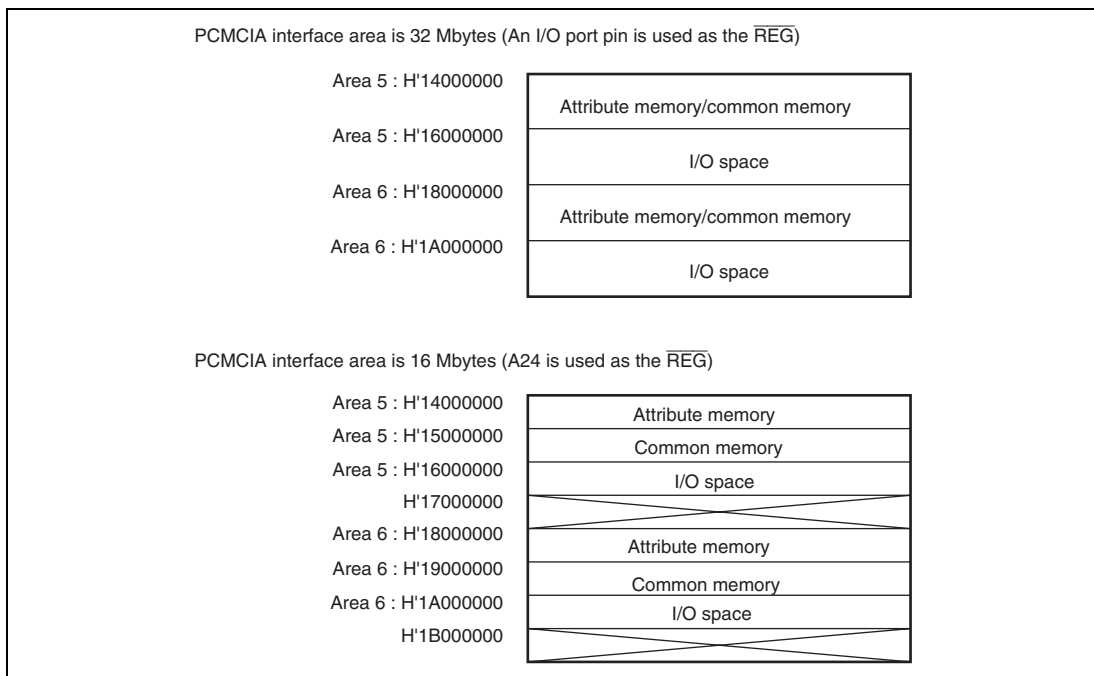 PCMCIA interface area is 32 Mbytes (An I/O port pin is used as the R̅E̅G̅)
Area 5 : H'14000000
Attribute memory/common memory
Area 5 : H'16000000
I/O space
Area 6 : H'18000000
Attribute memory/common memory
Area 6 : H'1A000000
I/O space
PCMCIA interface area is 16 Mbytes (A24 is used as the R̅E̅G̅)
Area 5 : H'14000000
Attribute memory
Area 5 : H'15000000
Common memory
Area 5 : H'16000000
I/O space
H'17000000
Area 6 : H'18000000
Attribute memory
Area 6 : H'19000000
Common memory
Area 6 : H'1A000000
I/O space
H'1B000000